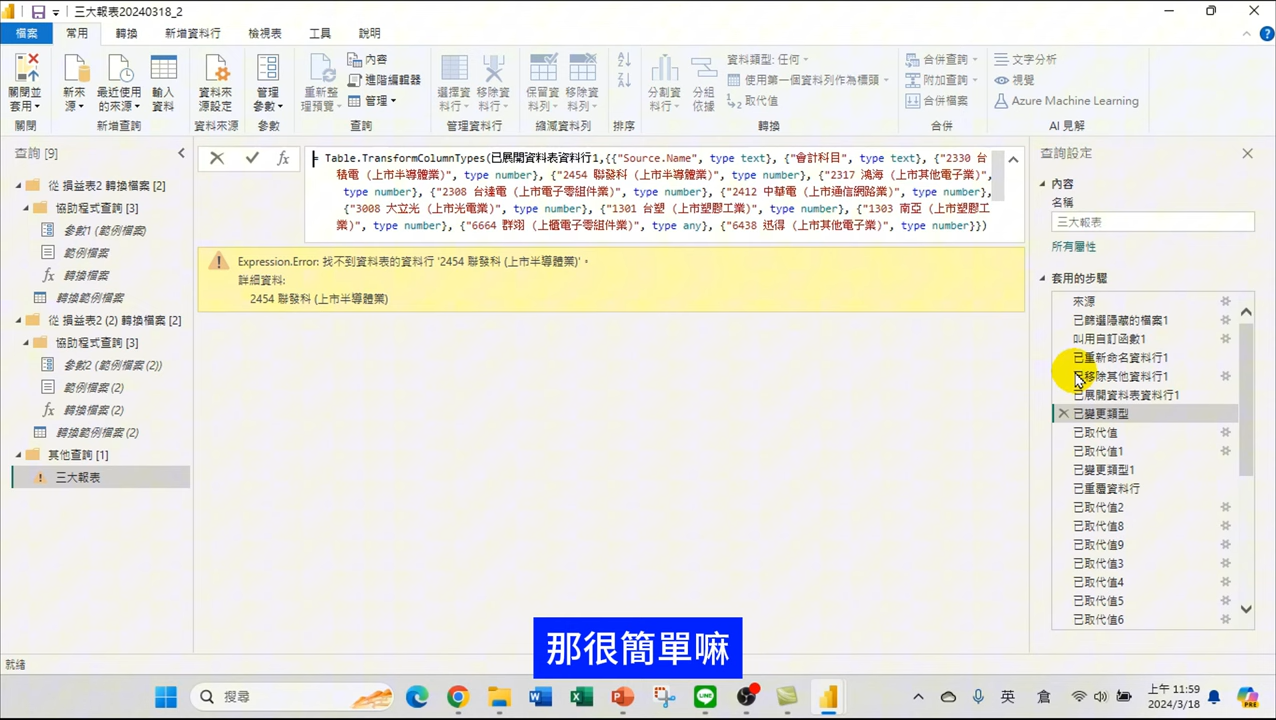 三大報表20240318_2
檔案
常用
轉換
新增資料行
檢視表
工具
說明
關閉並
套用
關閉
新來
源
最近使用
的來源
輸入
資料
新增查詢
資料來
源設定
資料來源
管理
參數
參數
重新整
理預覽
內容
進階編輯器
管理
查詢
選擇資
料行
移除資
料行
管理資料行
保留資
料列
移除資
料列
縮減資料列
排序
分割資
料行
分組
依據
資料類型: 任何
使用第一個資料列作為標頭
取代值
轉換
合併查詢
附加查詢
合併檔案
合併
文字分析
視覺
Azure Machine Learning
AI 見解
查詢 [9]
從 損益表2 轉換檔案 [2]
協助程式查詢 [3]
參數1 (範例檔案)
範例檔案
轉換檔案
轉換範例檔案
從 損益表2 (2) 轉換檔案 [2]
協助程式查詢 [3]
參數2 (範例檔案 (2))
範例檔案 (2)
轉換檔案 (2)
轉換範例檔案 (2)
其他查詢 [1]
三大報表
= Table.TransformColumnTypes(已展開資料表資料行1,{{"Source.Name", type text}, {"會計科目", type text}, {"2330 台
積電 (上市半導體業)", type number}, {"2454 聯發科 (上市半導體業)", type number}, {"2317 鴻海 (上市其他電子業)",
type number}, {"2308 台達電 (上市電子零組件業)", type number}, {"2412 中華電 (上市通信網路業)", type number},
{"3008 大立光 (上市光電業)", type number}, {"1301 台塑 (上市塑膠工業)", type number}, {"1303 南亞 (上市塑膠工
業)", type number}, {"6664 群翊 (上櫃電子零組件業)", type any}, {"6438 迅得 (上市其他電子業)", type number}})
Expression.Error: 找不到資料表的資料行 '2454 聯發科 (上市半導體業)'。
詳細資料:
2454 聯發科 (上市半導體業)
查詢設定
內容
名稱
三大報表
所有屬性
套用的步驟
來源
已篩選隱藏的檔案1
叫用自訂函數1
已重新命名資料行1
已移除其他資料行1
已展開資料表資料行1
已變更類型
已取代值
已取代值1
已變更類型1
已重覆資料行
已取代值2
已取代值8
已取代值9
已取代值3
已取代值4
已取代值5
已取代值6
那很簡單嘛
就緒
搜尋
英
倉
上午 11:59
2024/3/18